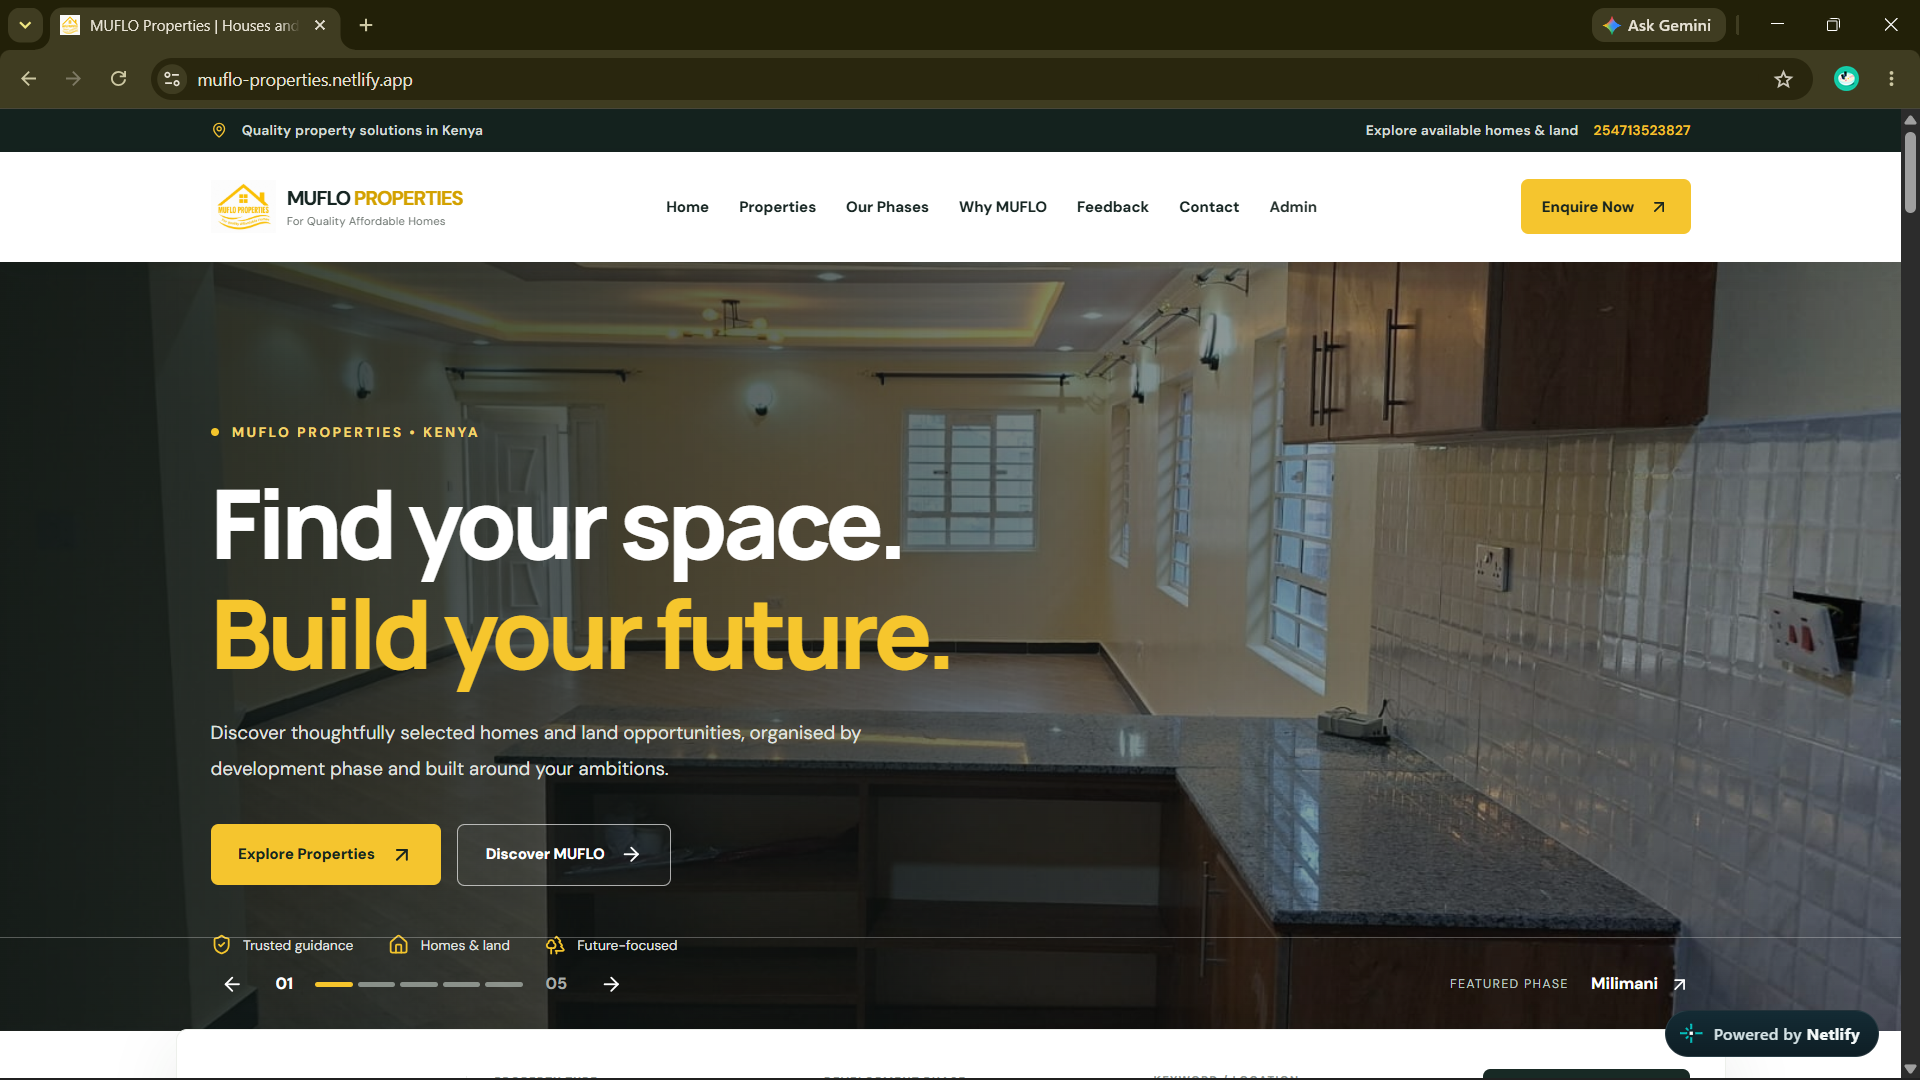 MUFLO Properties | Houses and
Ask Gemini
muflo-properties.netlify.app
Quality property solutions in Kenya
Explore available homes & land 254713523827
MUFLO PROPERTIES
MUFLO PROPERTIES
For Quality Affordable Homes
Home Properties Our Phases Why MUFLO Feedback Contact Admin
Enquire Now
MUFLO PROPERTIES • KENYA
Find your space.
Build your future.
Discover thoughtfully selected homes and land opportunities, organised by
development phase and built around your ambitions.
Explore Properties
Discover MUFLO
Trusted guidance Homes & land Future-focused
01 05
FEATURED PHASE Milimani
Powered by Netlify